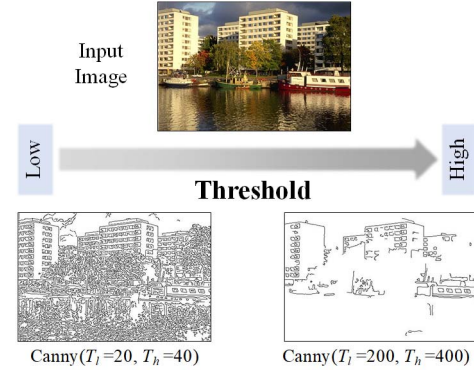 Input
Image
Low
High
Threshold
Canny(T_l =20, T_h =40)
Canny(T_l =200, T_h =400)